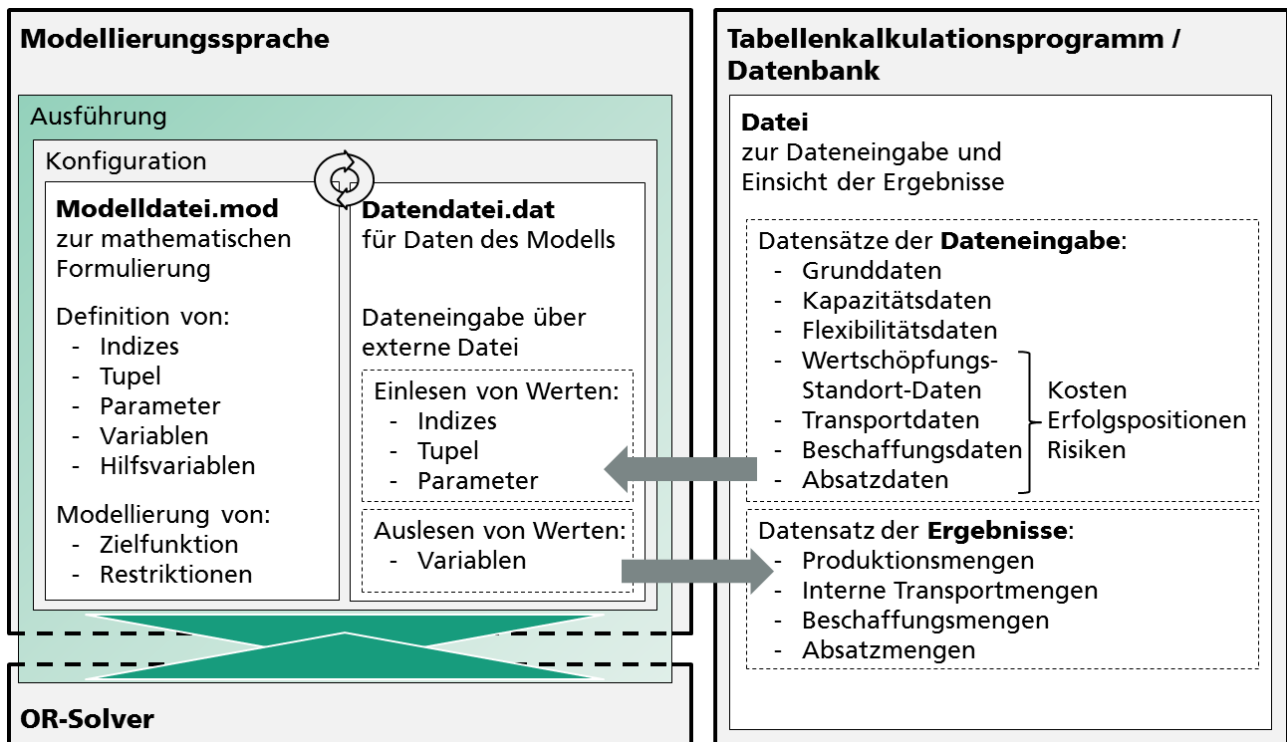 Modellierungssprache
Ausführung
Konfiguration
Modelldatei.mod
zur mathematischen
Formulierung
Definition von:
- Indizes
- Tupel
- Parameter
- Variablen
- Hilfsvariablen
Modellierung von:
- Zielfunktion
- Restriktionen
Datendatei.dat
für Daten des Modells
Dateneingabe über
externe Datei
Einlesen von Werten:
- Indizes
- Tupel
- Parameter
Auslesen von Werten:
- Variablen
OR-Solver
Tabellenkalkulationsprogramm /
Datenbank
Datei
zur Dateneingabe und
Einsicht der Ergebnisse
Datensätze der Dateneingabe:
- Grunddaten
- Kapazitätsdaten
- Flexibilitätsdaten
- Wertschöpfungs-
Standort-Daten
- Transportdaten
- Beschaffungsdaten
- Absatzdaten
Kosten
Erfolgspositionen
Risiken
Datensatz der Ergebnisse:
- Produktionsmengen
- Interne Transportmengen
- Beschaffungsmengen
- Absatzmengen